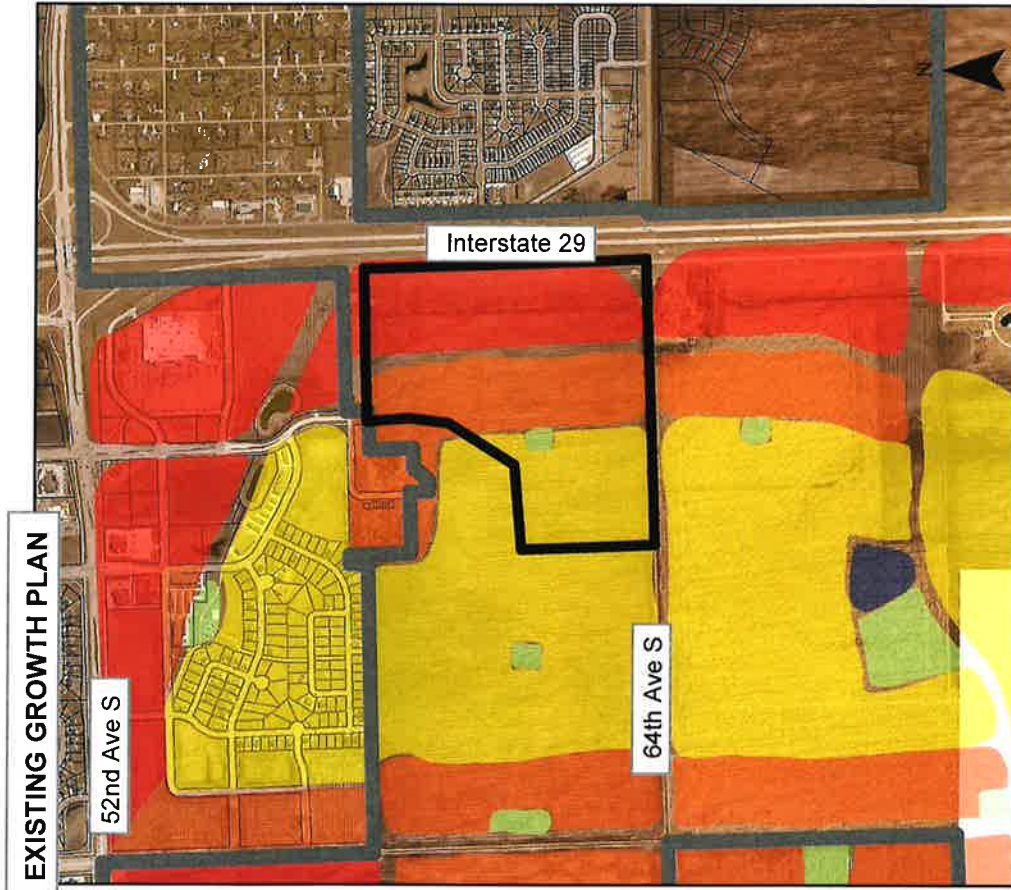 EXISTING GROWTH PLAN
N
Interstate 29
52nd Ave S
64th Ave S